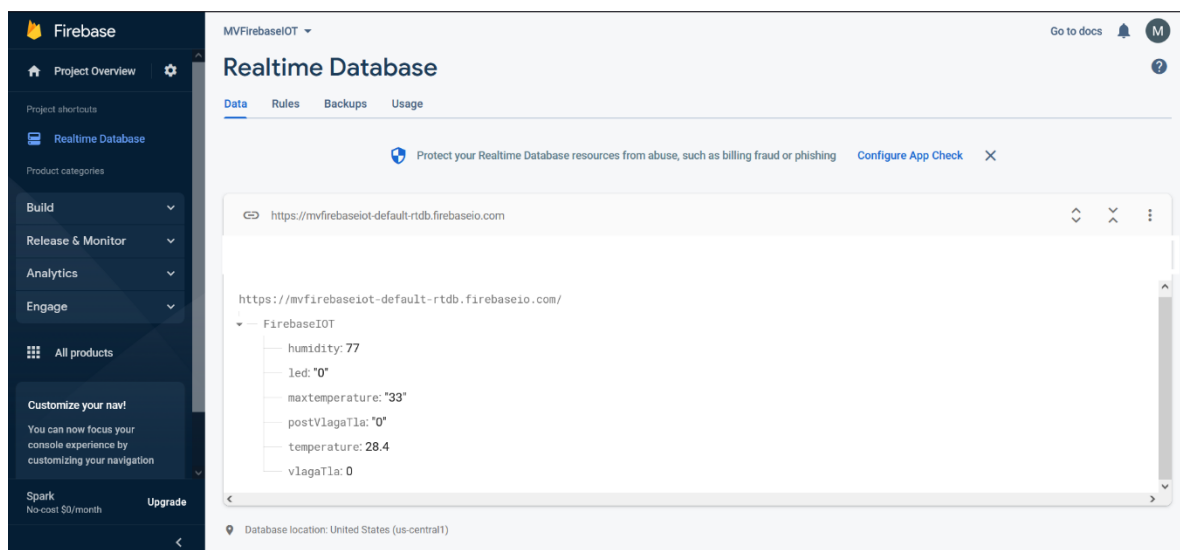 Firebase
Project Overview
Project shortcuts
Realtime Database
Product categories
Build
Release & Monitor
Analytics
Engage
All products
Customize your nav!
You can now focus your
console experience by
customizing your navigation
Spark
No-cost $0/month
Upgrade
MVFirebaseIOT
Go to docs
M
Realtime Database
Data Rules Backups Usage
Protect your Realtime Database resources from abuse, such as billing fraud or phishing Configure App Check
https://mvfirebaseiot-default-rtdb.firebaseio.com
https://mvfirebaseiot-default-rtdb.firebaseio.com/
FirebaseIOT
humidity: 77
led: "0"
maxtemperature: "33"
postVlagaTla: "0"
temperature: 28.4
vlagaTla: 0
Database location: United States (us-central1)